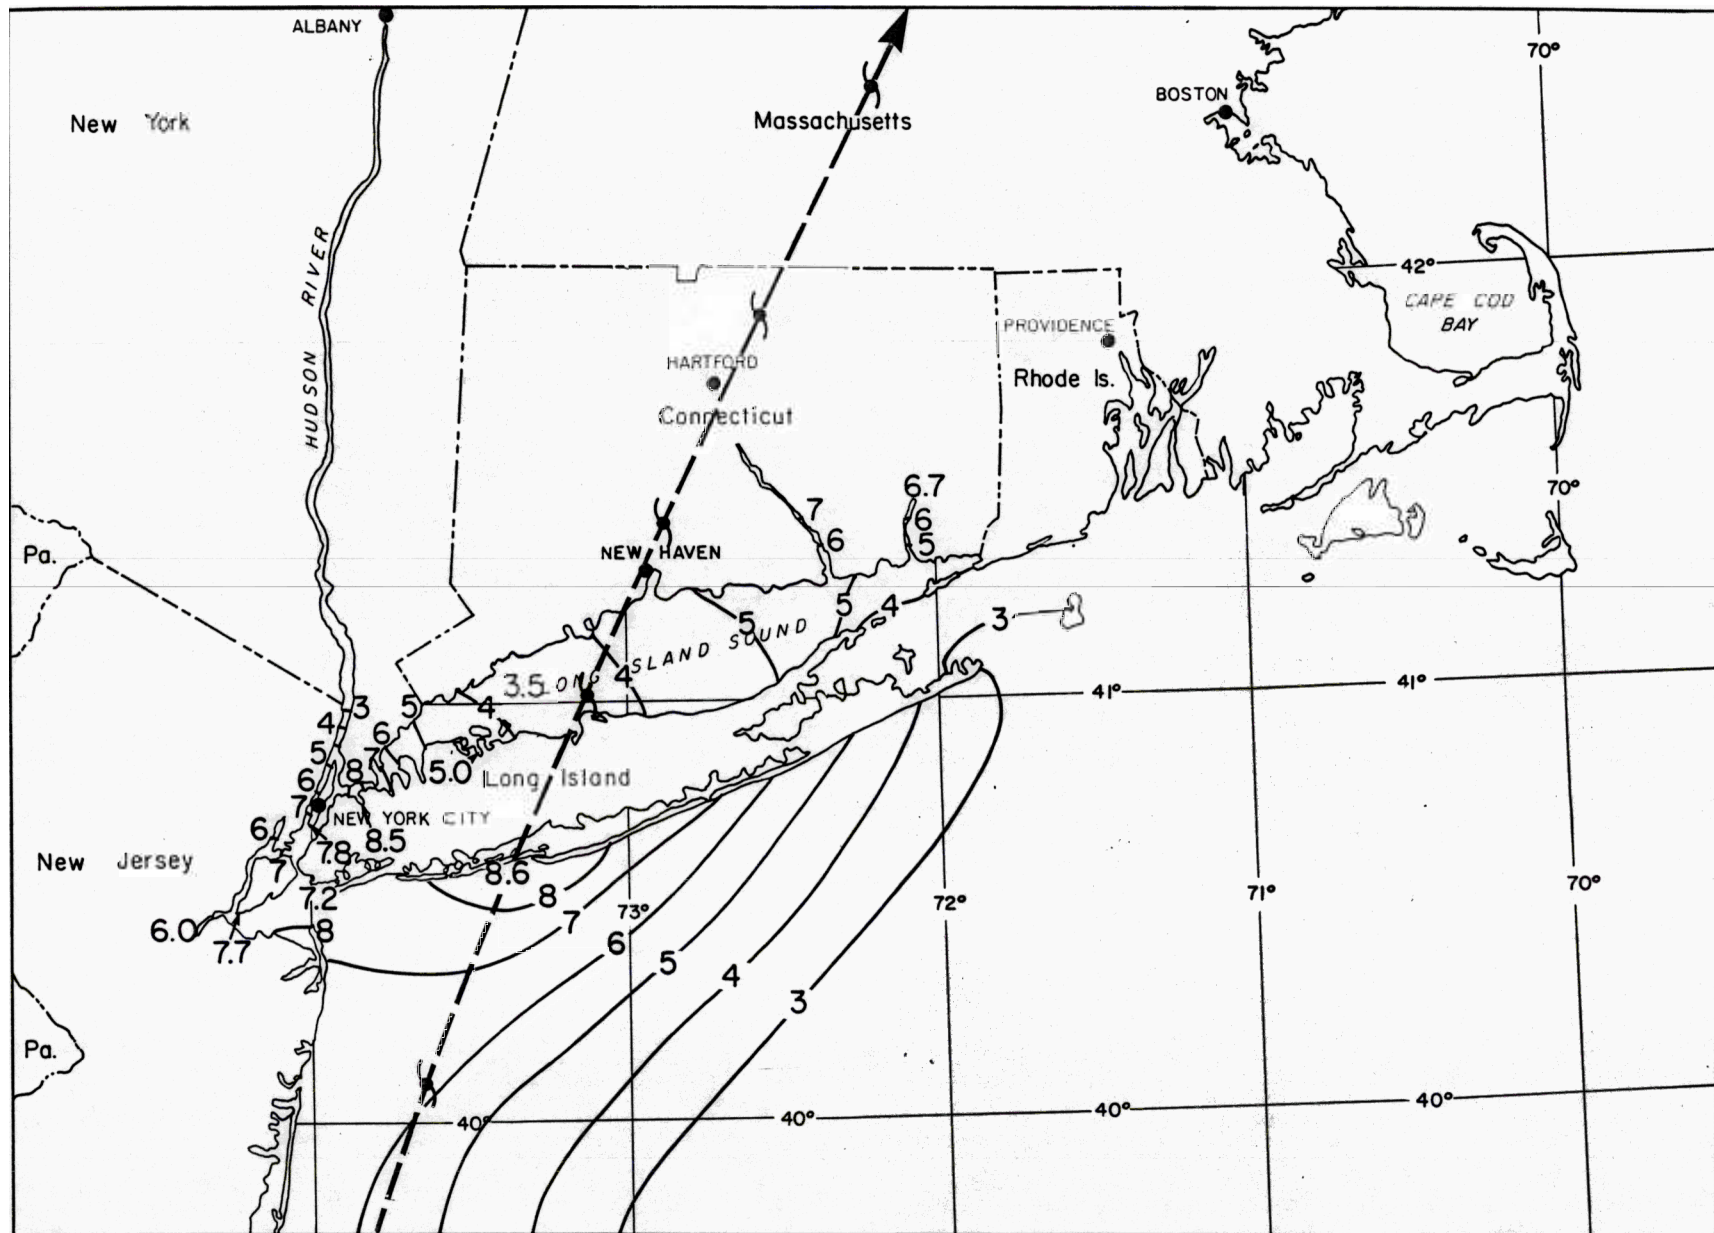 ALBANY
70°
BOSTON
New York
Massachusetts
HUDSON RIVER
42°
CAPE COD
BAY
PROVIDENCE
HARTFORD
Rhode Is.
Connecticut
6.7
70°
7
6
6
5
Pa.
NEW HAVEN
5
4
5
3
LONG ISLAND SOUND
4
3.5
41°
41°
3
5
4
4
6
5
7
8
5.0
6
Long Island
7
NEW YORK CITY
6
8.5
7.8
New Jersey
7
8.6
70°
71°
7.2
8
72°
73°
7
6.0
8
6
7.7
5
4
3
Pa.
40°
40°
40°
40°